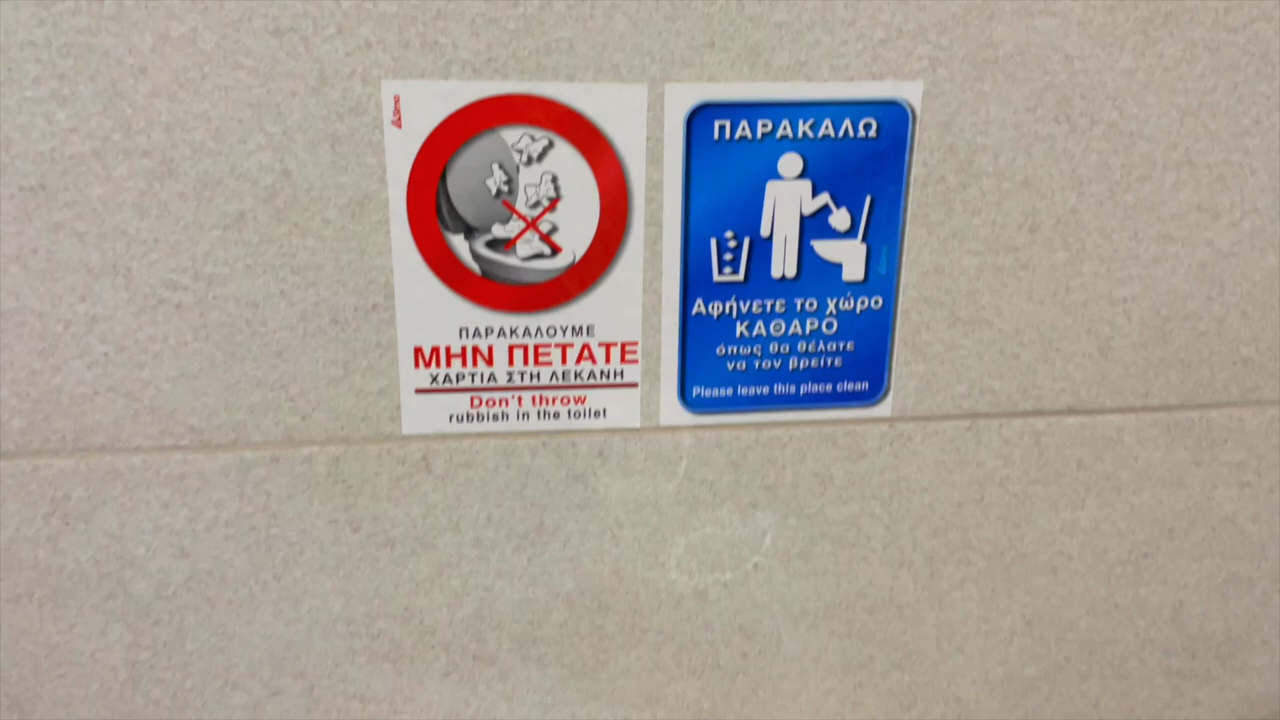 ΠΑΡΑΚΑΛΟΥΜΕ
ΜΗΝ ΠΕΤΑΤΕ
ΧΑΡΤΙΑ ΣΤΗ ΛΕΚΑΝΗ
Don't throw
rubbish in the toilet
ΠΑΡΑΚΑΛΩ
Αφήνετε το χώρο
ΚΑΘΑΡΟ
όπως θα θέλατε
να τον βρείτε
Please leave this place clean